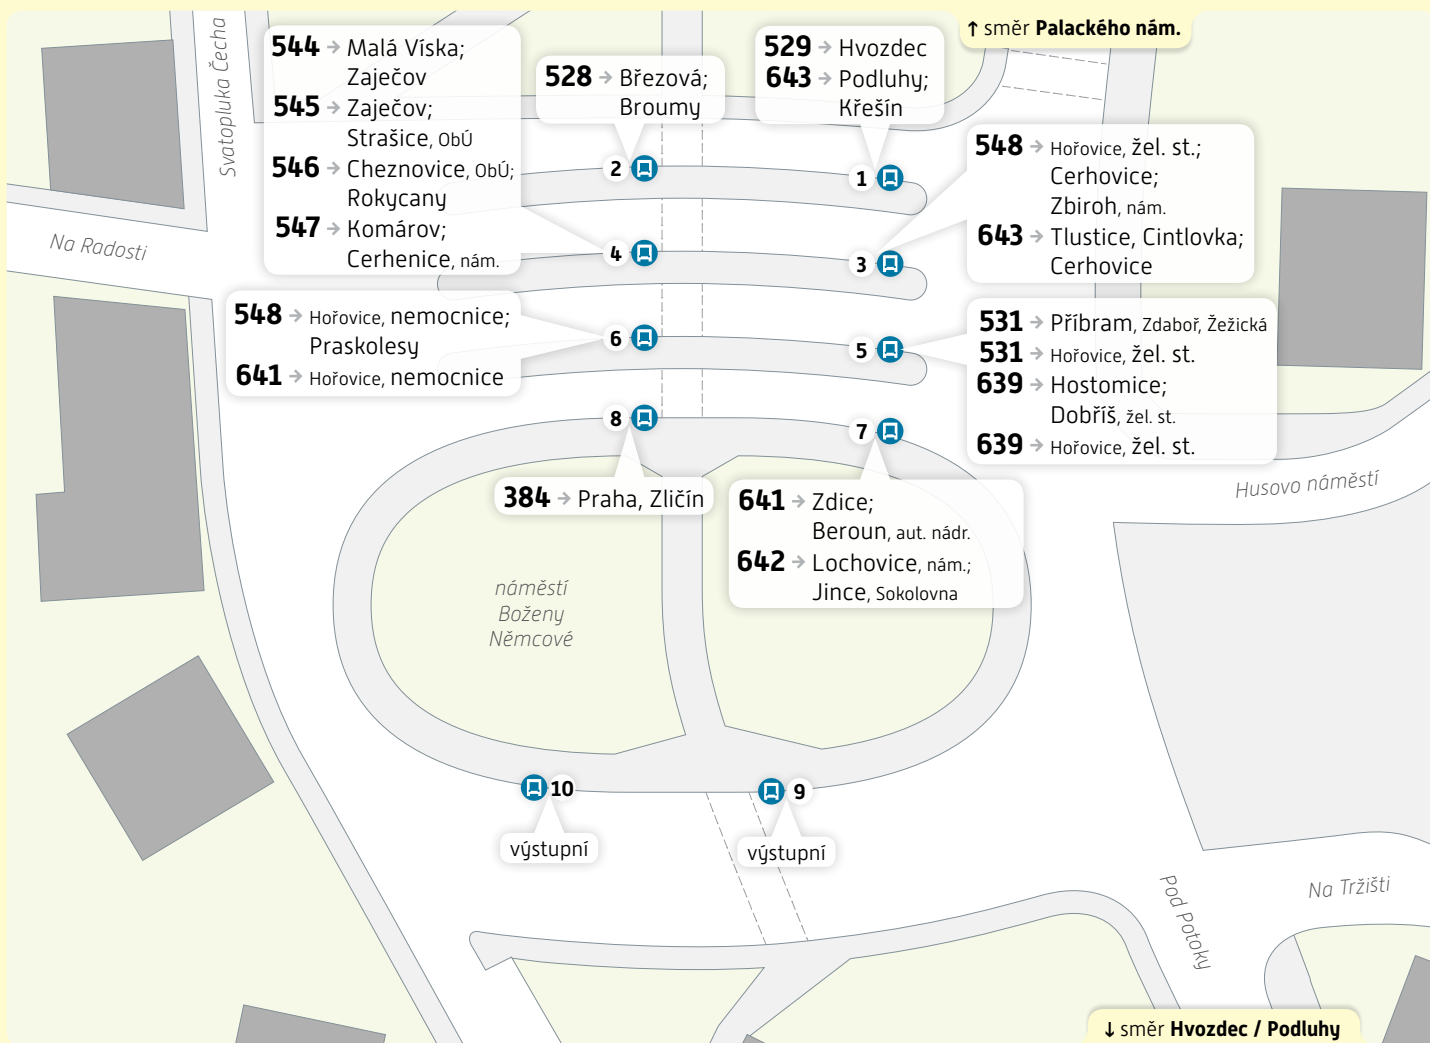 ↑ směr Palackého nám.
Svatopluka Čecha
544 → Malá Víska;
Zaječov
545 → Zaječov;
Strašice, ObÚ
546 → Cheznovice, ObÚ;
Rokycany
547 → Komárov;
Cerhenice, nám.
528 → Březová;
Broumy
529 → Hvozdec
643 → Podluhy;
Křešín
548 → Hořovice, žel. st.;
Cerhovice;
Zbiroh, nám.
643 → Tlustice, Cintlovka;
Cerhovice
2
1
4
3
Na Radosti
548 → Hořovice, nemocnice;
Praskolesy
641 → Hořovice, nemocnice
6
5
531 → Příbram, Zdaboř, Žežická
531 → Hořovice, žel. st.
639 → Hostomice;
Dobříš, žel. st.
639 → Hořovice, žel. st.
8
7
384 → Praha, Zličín
641 → Zdice;
Beroun, aut. nádr.
642 → Lochovice, nám.;
Jince, Sokolovna
Husovo náměstí
náměstí
Boženy
Němcové
10
9
výstupní
výstupní
Pod Potoky
Na Tržišti
↓ směr Hvozdec / Podluhy